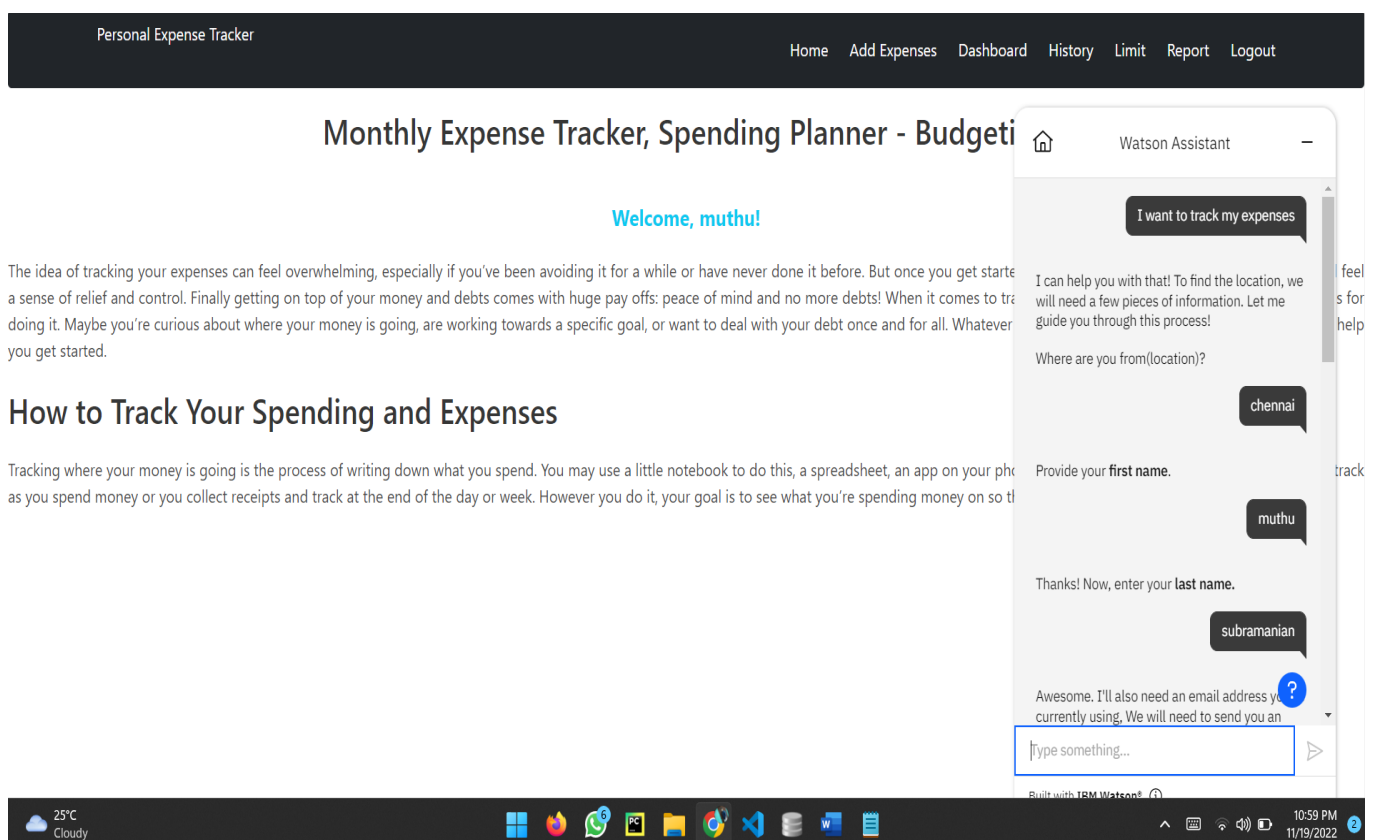 Personal Expense Tracker
Home Add Expenses Dashboard History Limit Report Logout
Monthly Expense Tracker, Spending Planner - Budgeti
Welcome, muthu!
The idea of tracking your expenses can feel overwhelming, especially if you've been avoiding it for a while or have never done it before. But once you get starte feel
a sense of relief and control. Finally getting on top of your money and debts comes with huge pay offs: peace of mind and no more debts! When it comes to tra s for
doing it. Maybe you're curious about where your money is going, are working towards a specific goal, or want to deal with your debt once and for all. Whatever help
you get started.
How to Track Your Spending and Expenses
Tracking where your money is going is the process of writing down what you spend. You may use a little notebook to do this, a spreadsheet, an app on your pho track
as you spend money or you collect receipts and track at the end of the day or week. However you do it, your goal is to see what you're spending money on so th
Watson Assistant
I want to track my expenses
I can help you with that! To find the location, we
will need a few pieces of information. Let me
guide you through this process!
Where are you from(location)?
chennai
Provide your first name.
muthu
Thanks! Now, enter your last name.
subramanian
Awesome. I'll also need an email address yo
currently using, We will need to send you an
?
Type something...
Built with IBM Watson®
25°C
Cloudy
6
PC
10:59 PM
11/19/2022
2